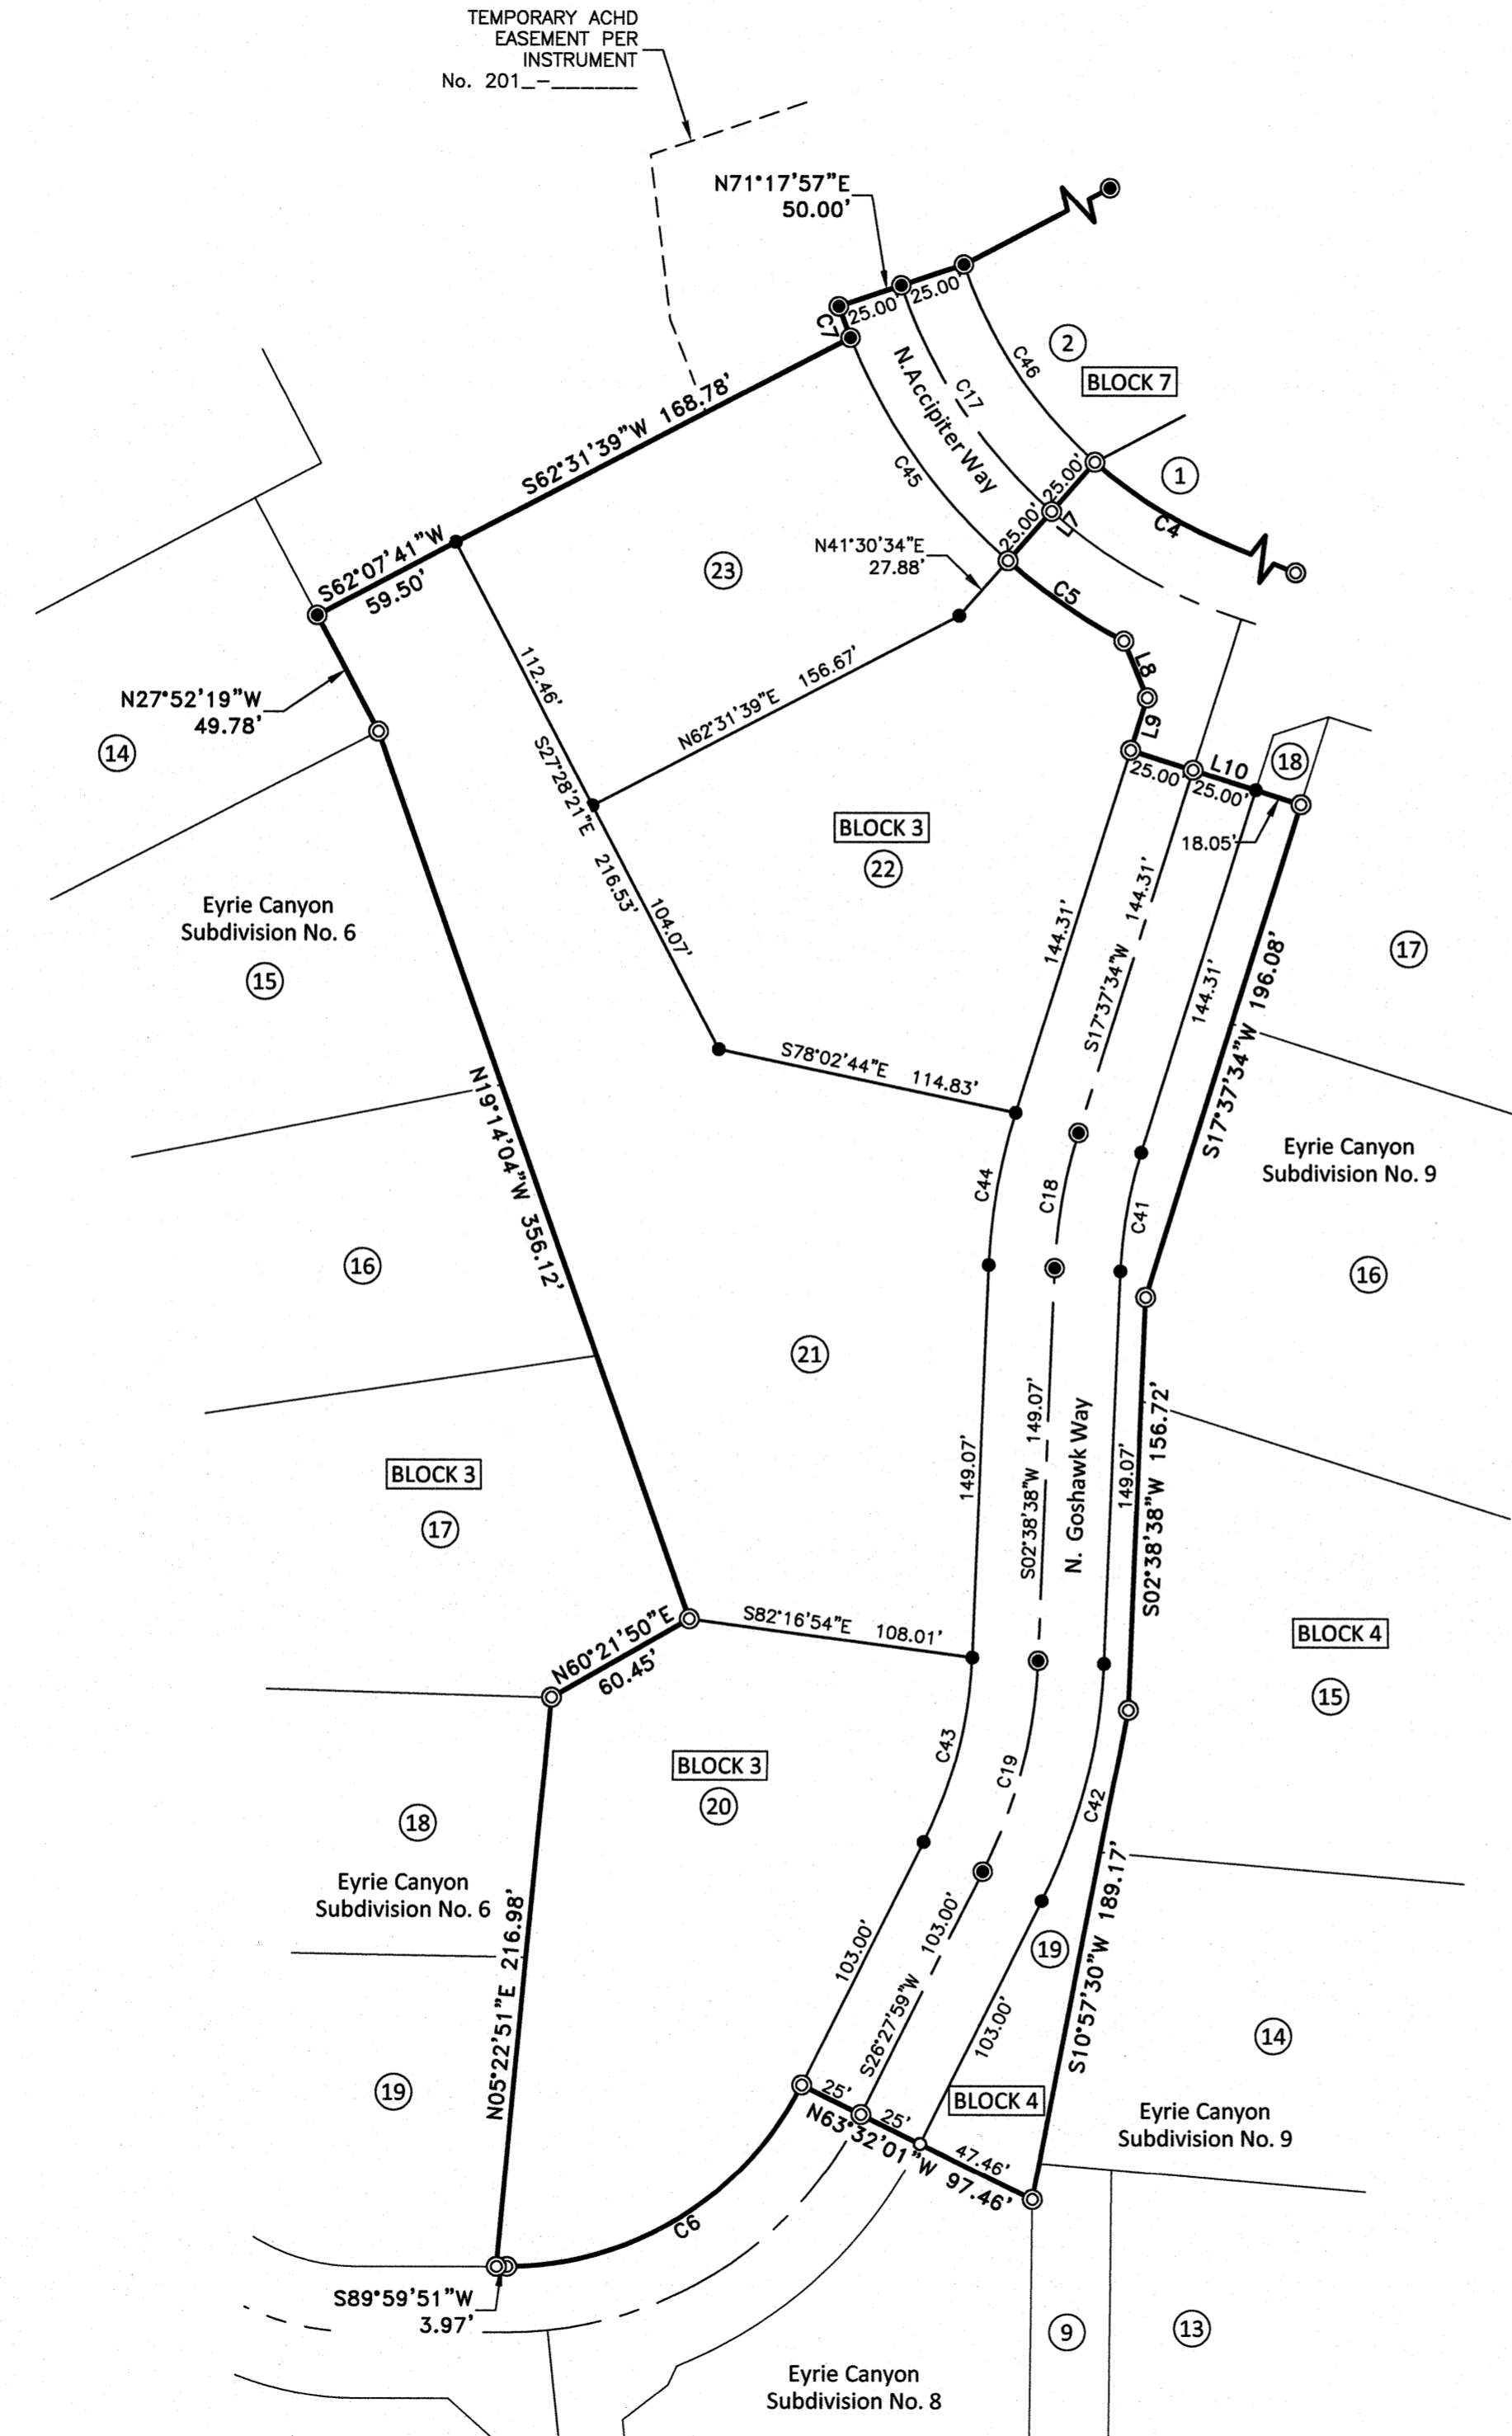 TEMPORARY ACHD
EASEMENT PER
INSTRUMENT
No. 201_-______
N71°17'57"E
50.00'
25.00'
25.00'
C7
2
BLOCK 7
C46
C17
N. Accipiter Way
C45
1
25.00'
25.00'
L7
C4
S62°31'39"W 168.78'
S62°07'41"W
59.50'
23
N41°30'34"E
27.88'
C5
L8
L9
112.46'
N62°31'39"E 156.67'
N27°52'19"W
49.78'
14
S27°28'21"E 216.53'
L10
18
25.00'
25.00'
18.05'
BLOCK 3
22
104.07'
144.31'
S17°37'34"W 144.31'
144.31'
17
Eyrie Canyon
Subdivision No. 6
15
S17°37'34"W 196.08'
S78°02'44"E 114.83'
N19°14'04"W 356.12'
Eyrie Canyon
Subdivision No. 9
C44
C18
C41
16
16
21
149.07'
S02°38'38"W 149.07'
N. Goshawk Way
149.07'
S02°38'38"W 156.72'
BLOCK 3
17
N60°21'50"E
60.45'
S82°16'54"E 108.01'
BLOCK 4
15
BLOCK 3
20
C43
C19
C42
18
Eyrie Canyon
Subdivision No. 6
N05°22'51"E 216.98'
103.00'
S26°27'59"W 103.00'
19
103.00'
S10°57'30"W 189.17'
14
19
25'
25'
BLOCK 4
N63°32'01"W 97.46'
47.46'
Eyrie Canyon
Subdivision No. 9
C6
S89°59'51"W
3.97'
9
13
Eyrie Canyon
Subdivision No. 8